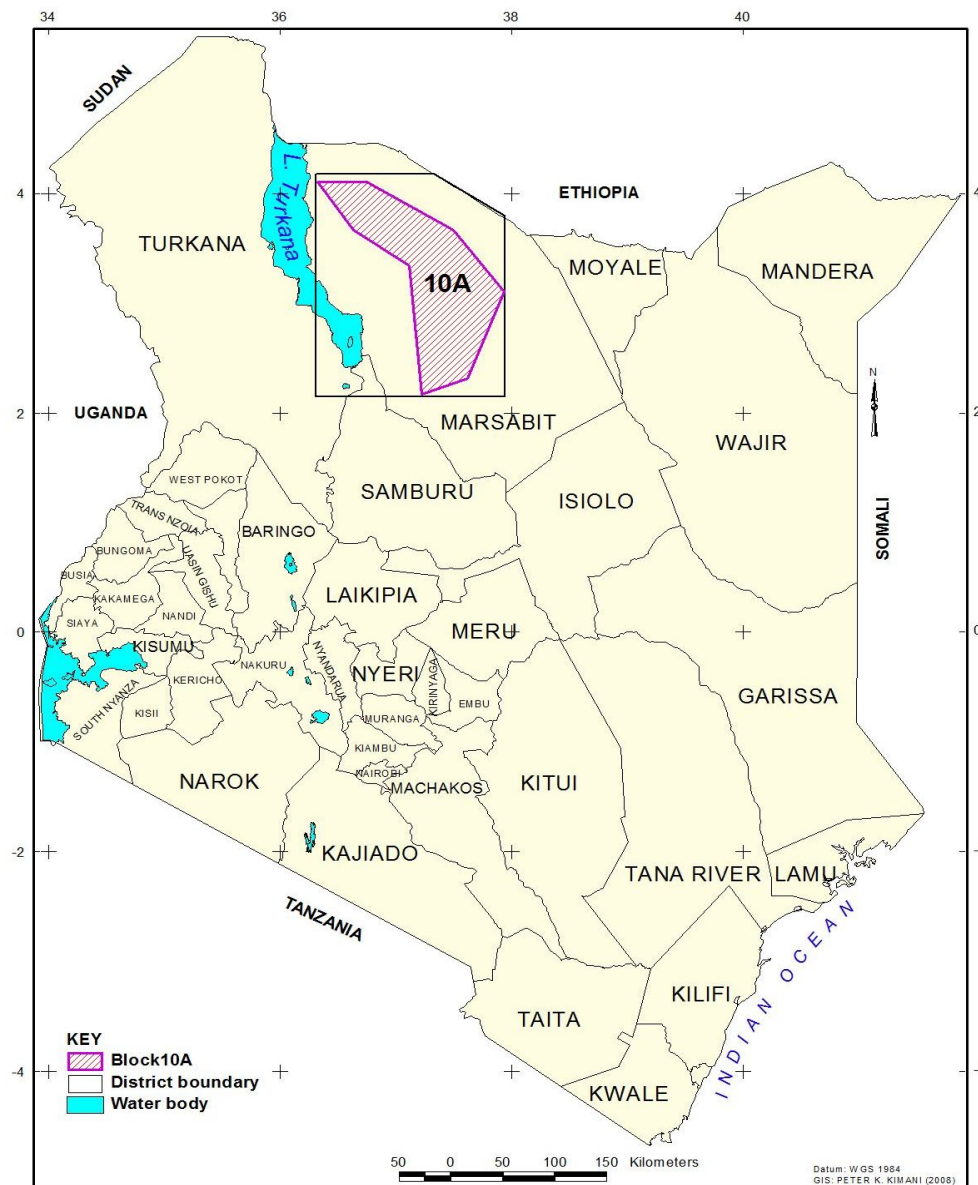 34 36 38 40
SUDAN
4 ETHIOPIA 4
L. Turkana
TURKANA
MOYALE
MANDERA
10A
N
UGANDA
2
MARSABIT
WAJIR
WEST POKOT
SAMBURU
ISIOLO
TRANS NZOIA
BARINGO
SOMALI
BUNGOMA
UASIN GISHU
BUSIA
KAKAMEGA
LAIKIPIA
SIAYA
NANDI
MERU
0
KISUMU
NAKURU
NYANDARUA
NYERI
KIRINYAGA
KERICHO
GARISSA
SOUTH NYANZA
KISII
EMBU
MURANGA
KIAMBU
NAIROBI
NAROK
MACHAKOS
KITUI
-2
KAJIADO
TANA RIVER
LAMU
TANZANIA
INDIAN OCEAN
KILIFI
TAITA
KEY
Block10A
-4
District boundary
KWALE
Water body
50 0 50 100 150 Kilometers
Datum: WGS 1984
GIS: PETER K. KIMANI (2008)